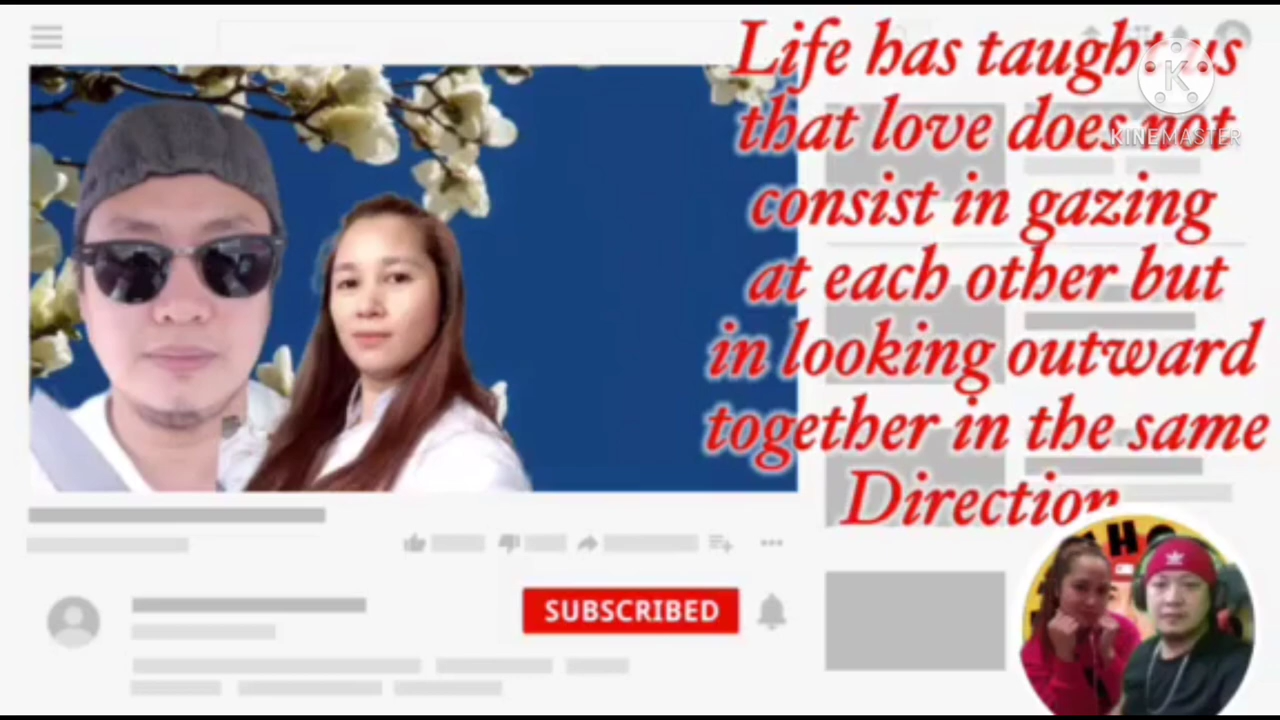 Life has taught us
that love does not
consist in gazing
at each other but
in looking outward
together in the same
Direction
K
KINEMASTER
SUBSCRIBED